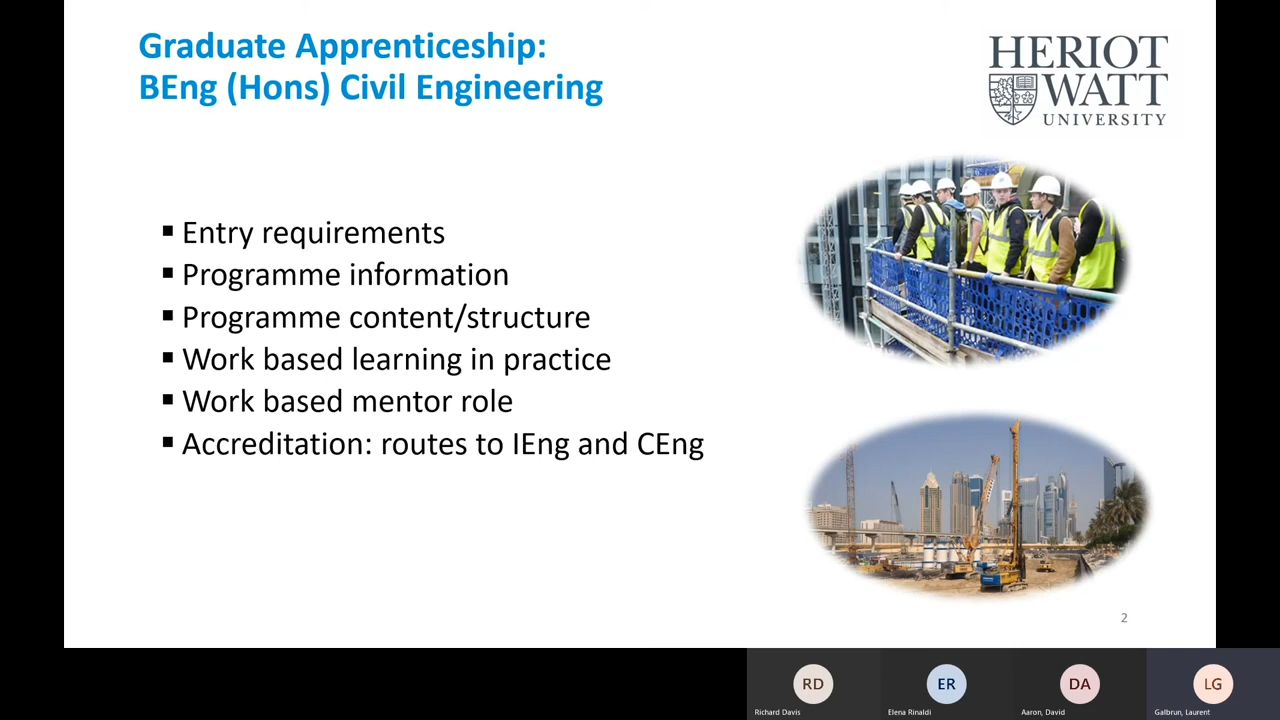 Graduate Apprenticeship:
BEng (Hons) Civil Engineering
HERIOT
WATT
UNIVERSITY
▪ Entry requirements
▪ Programme information
▪ Programme content/structure
▪ Work based learning in practice
▪ Work based mentor role
▪ Accreditation: routes to IEng and CEng
2
RD
ER
DA
LG
Richard Davis
Elena Rinaldi
Aaron, David
Galbrun, Laurent